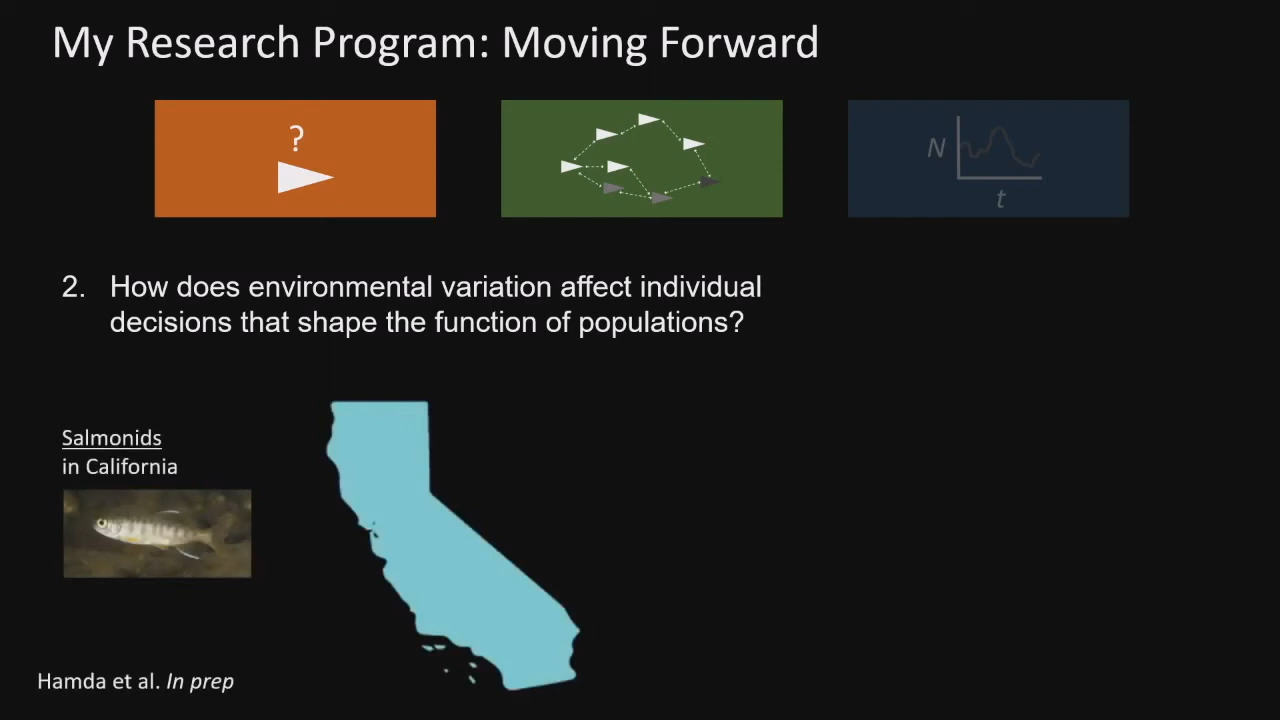 My Research Program: Moving Forward
?
N
t
2. How does environmental variation affect individual
decisions that shape the function of populations?
Salmonids
in California
Hamda et al. In prep